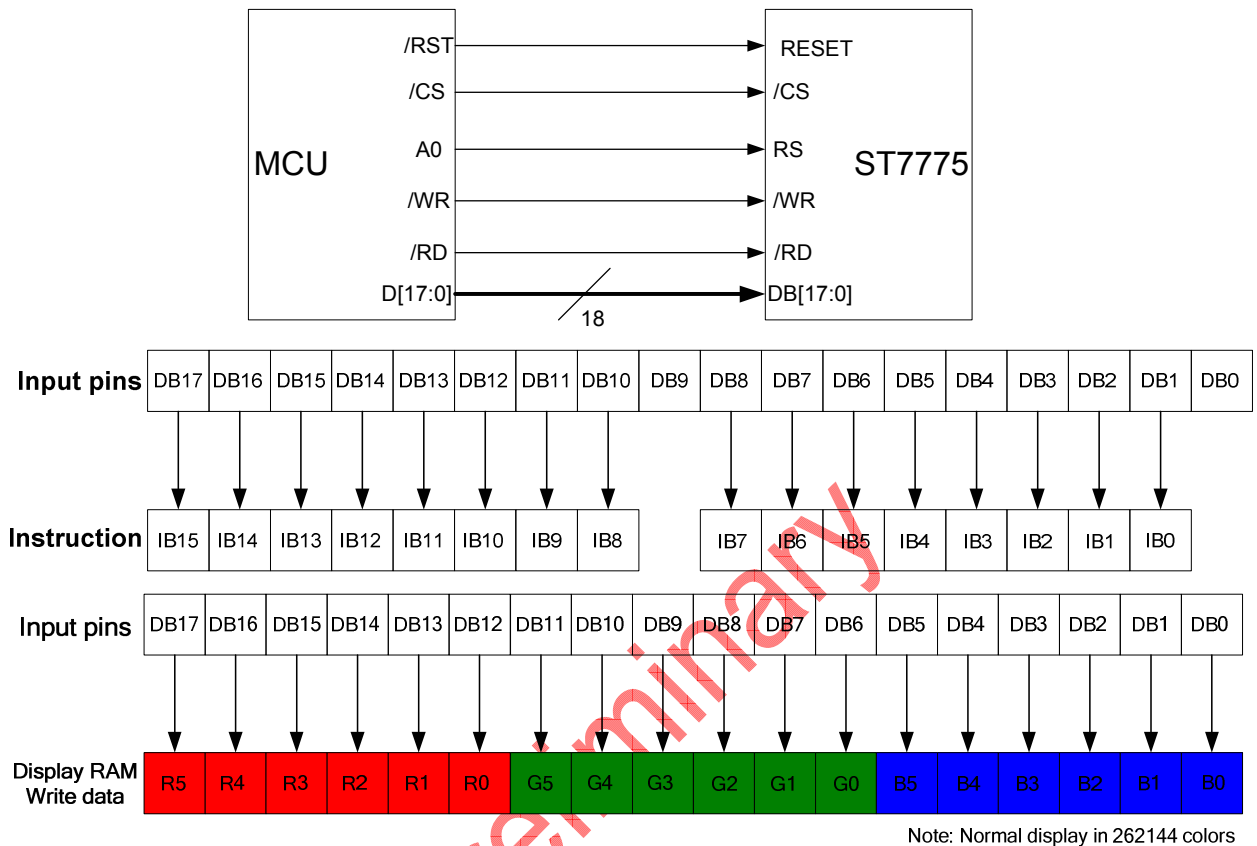 MCU
/RST
/CS
A0
/WR
/RD
D[17:0]
18
RESET
/CS
RS
/WR
/RD
DB[17:0]
ST7775
Input pins DB17 DB16 DB15 DB14 DB13 DB12 DB11 DB10 DB9 DB8 DB7 DB6 DB5 DB4 DB3 DB2 DB1 DB0
Instruction IB15 IB14 IB13 IB12 IB11 IB10 IB9 IB8 IB7 IB6 IB5 IB4 IB3 IB2 IB1 IB0
Input pins DB17 DB16 DB15 DB14 DB13 DB12 DB11 DB10 DB9 DB8 DB7 DB6 DB5 DB4 DB3 DB2 DB1 DB0
Display RAM
Write data
R5 R4 R3 R2 R1 R0 G5 G4 G3 G2 G1 G0 B5 B4 B3 B2 B1 B0
Note: Normal display in 262144 colors